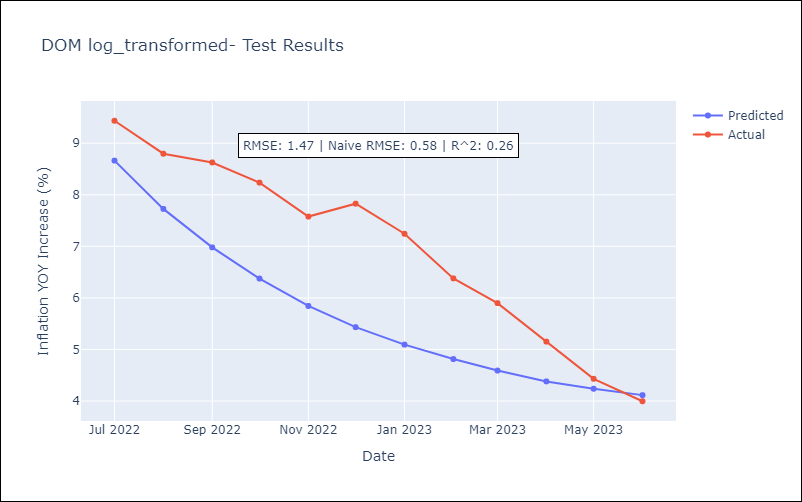 DOM log_transformed- Test Results
Predicted
Actual
RMSE: 1.47 | Naive RMSE: 0.58 | R^2: 0.26
Inflation YOY Increase (%)
9
8
7
6
5
4
Jul 2022 Sep 2022 Nov 2022 Jan 2023 Mar 2023 May 2023
Date